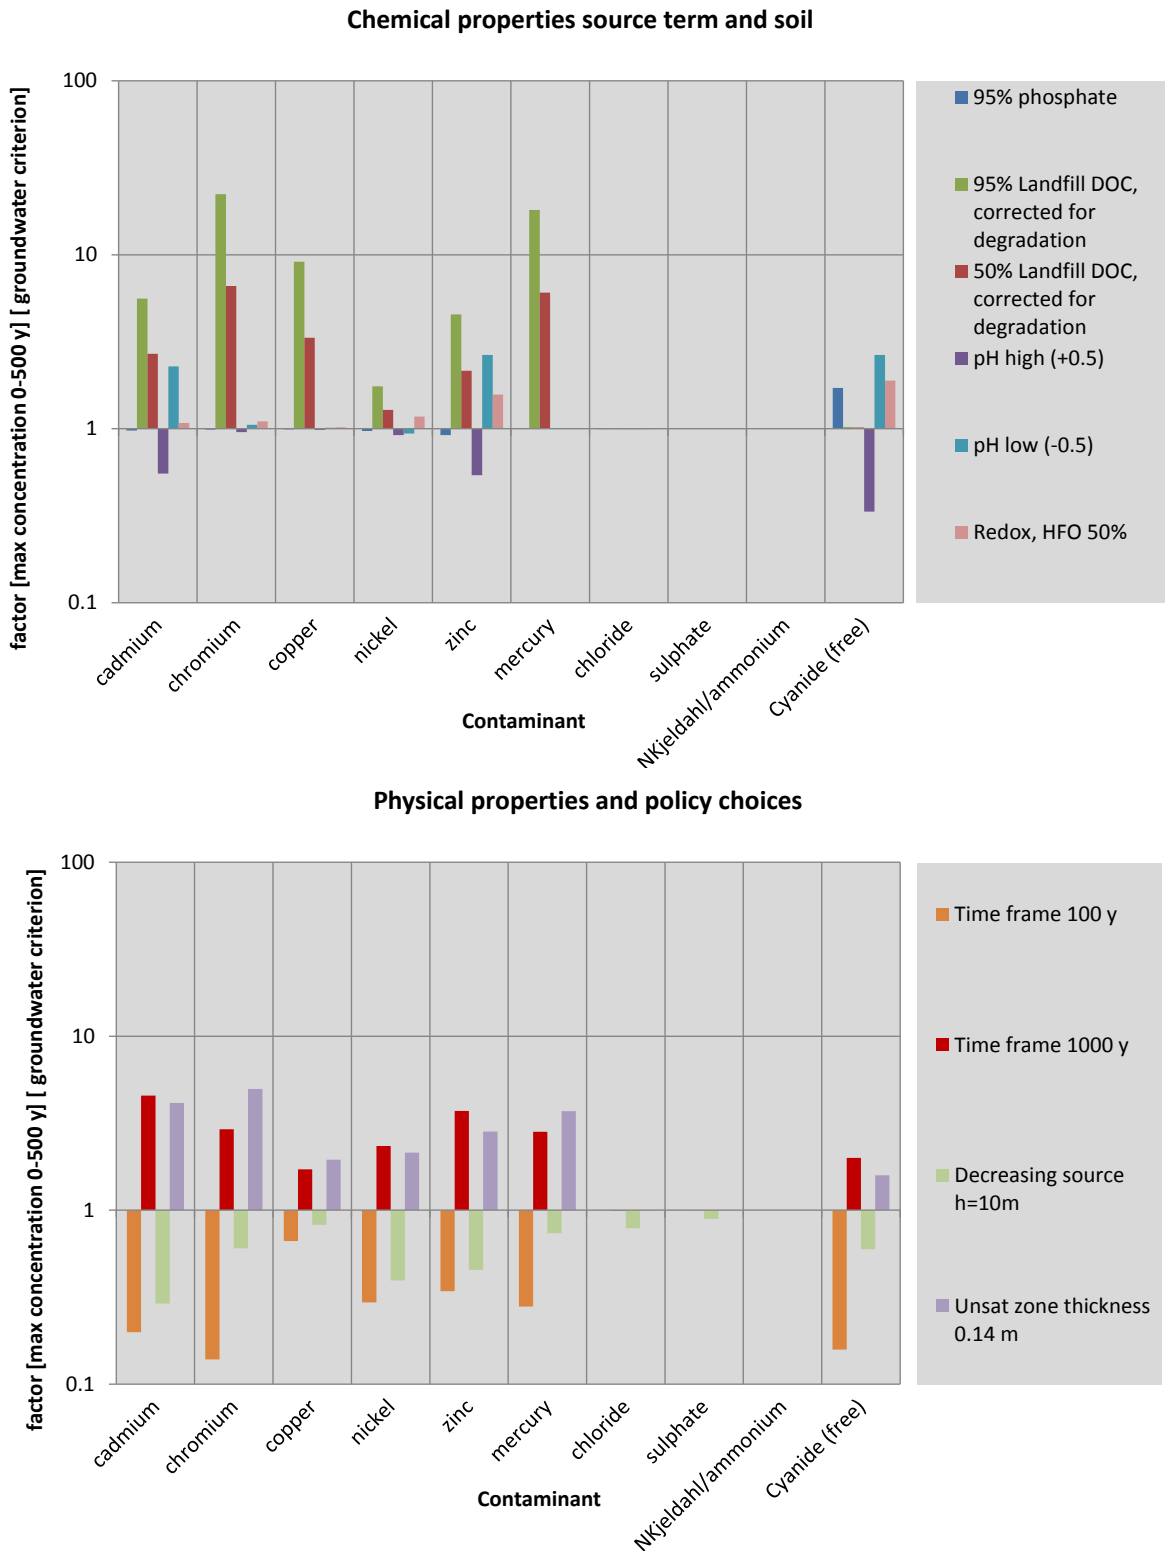 Chemical properties source term and soil
factor [max concentration 0-500 y] [ groundwater criterion]
100
10
1
0.1
cadmium
chromium
copper
nickel
zinc
mercury
chloride
sulphate
NKjeldahl/ammonium
Cyanide (free)
Contaminant
95% phosphate
95% Landfill DOC,
corrected for
degradation
50% Landfill DOC,
corrected for
degradation
pH high (+0.5)
pH low (-0.5)
Redox, HFO 50%
Physical properties and policy choices
factor [max concentration 0-500 y] [ groundwater criterion]
100
10
1
0.1
cadmium
chromium
copper
nickel
zinc
mercury
chloride
sulphate
NKjeldahl/ammonium
Cyanide (free)
Contaminant
Time frame 100 y
Time frame 1000 y
Decreasing source
h=10m
Unsat zone thickness
0.14 m